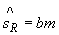 ŝ_R = bm